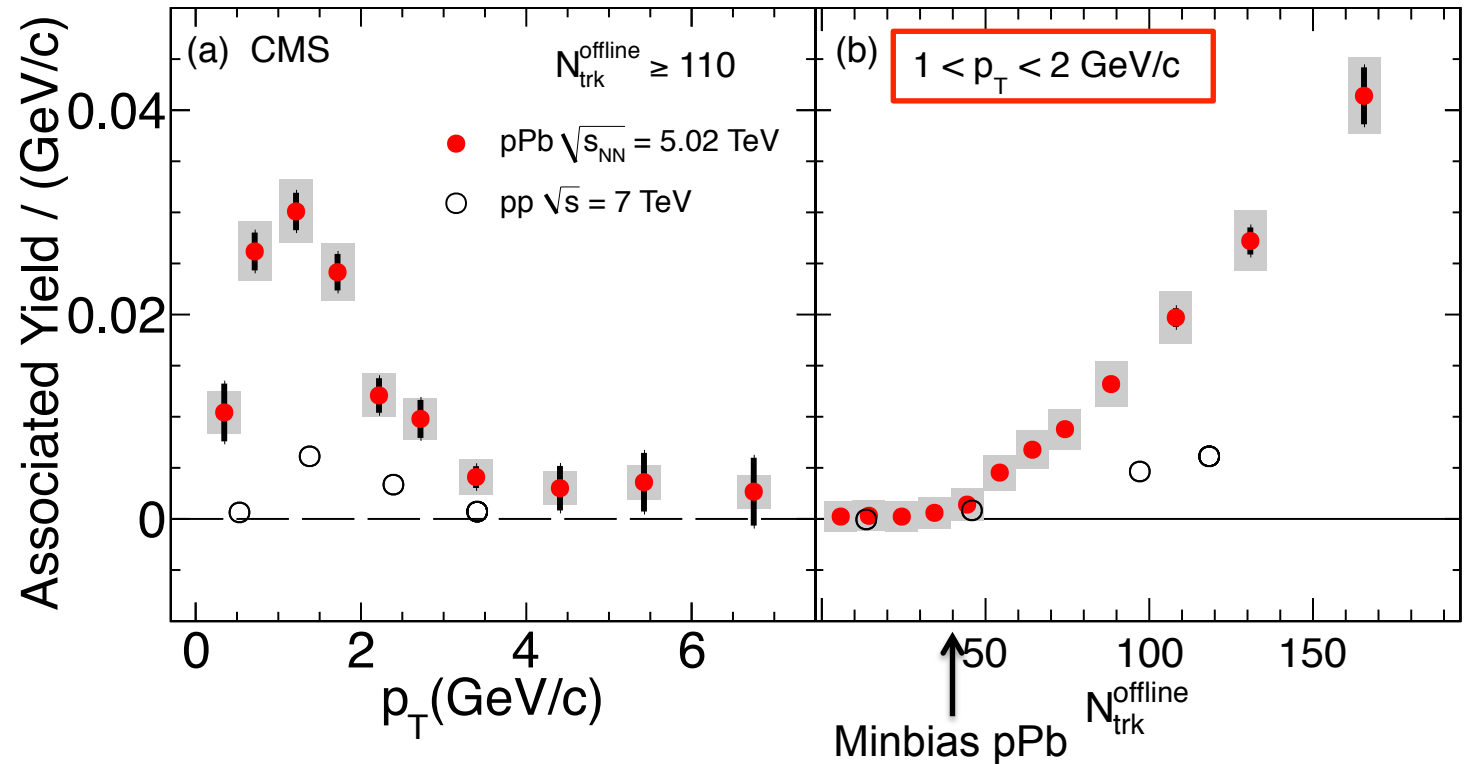 (a) CMS
N_trk^offline ≥ 110
pPb √s_NN = 5.02 TeV
pp √s = 7 TeV
(b)
1 < p_T < 2 GeV/c
Associated Yield / (GeV/c)
0.04
0.02
0
0 2 4 6
p_T(GeV/c)
50 100 150
N_trk^offline
Minbias pPb